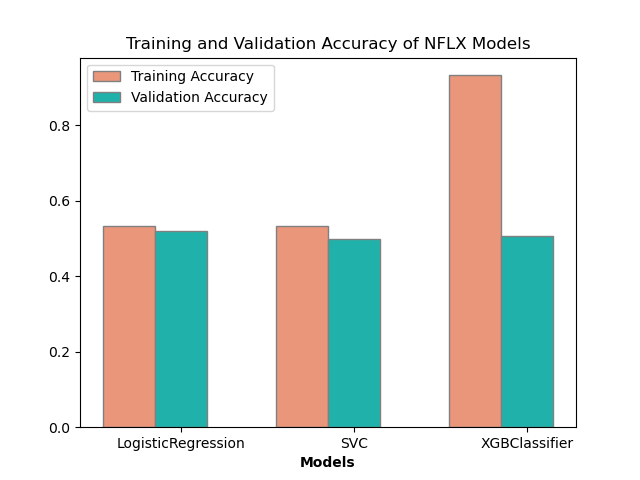 Training and Validation Accuracy of NFLX Models
Training Accuracy
Validation Accuracy
0.8
0.6
0.4
0.2
0.0
LogisticRegression SVC XGBClassifier
Models